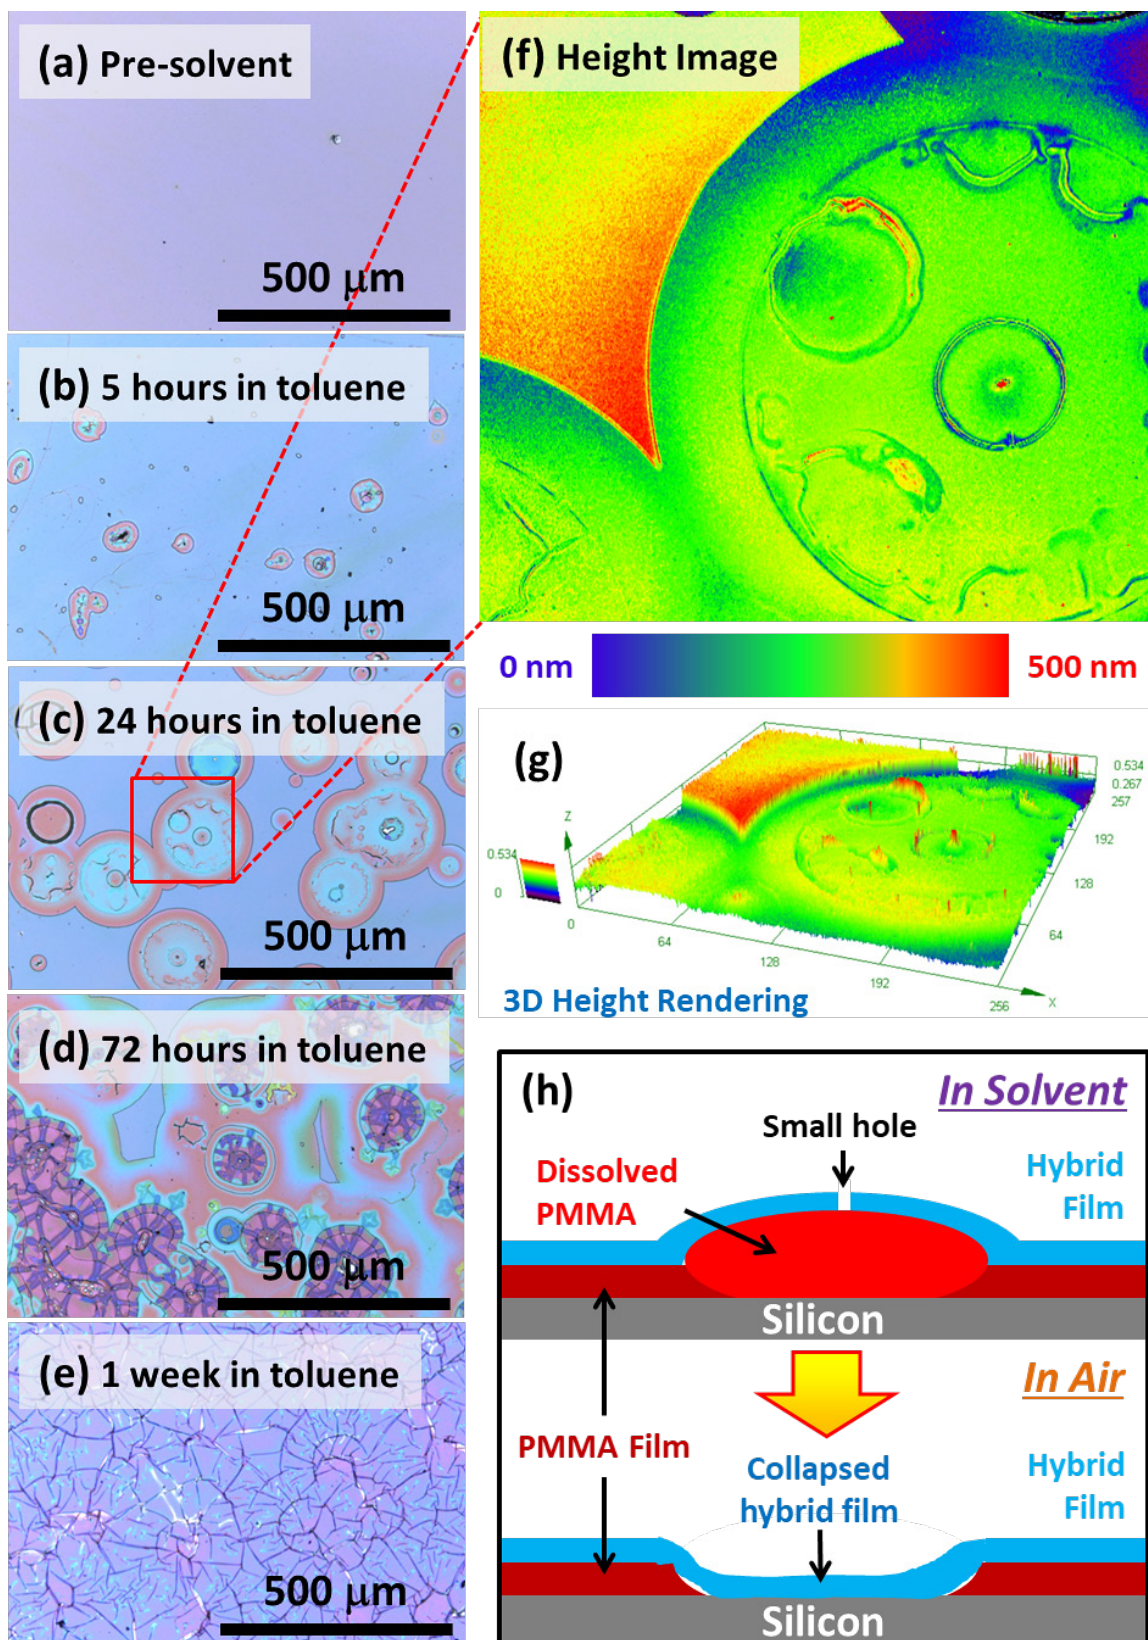 (a) Pre-solvent
500 μm
(b) 5 hours in toluene
500 μm
(c) 24 hours in toluene
500 μm
(d) 72 hours in toluene
500 μm
(e) 1 week in toluene
500 μm
(f) Height Image
0 nm
500 nm
(g)
0.534
0.267
257
192
128
64
Z
0.534
0
0
64
128
192
256
X
3D Height Rendering
(h)
In Solvent
Small hole
Dissolved
PMMA
Hybrid
Film
Silicon
In Air
PMMA Film
Collapsed
hybrid film
Hybrid
Film
Silicon